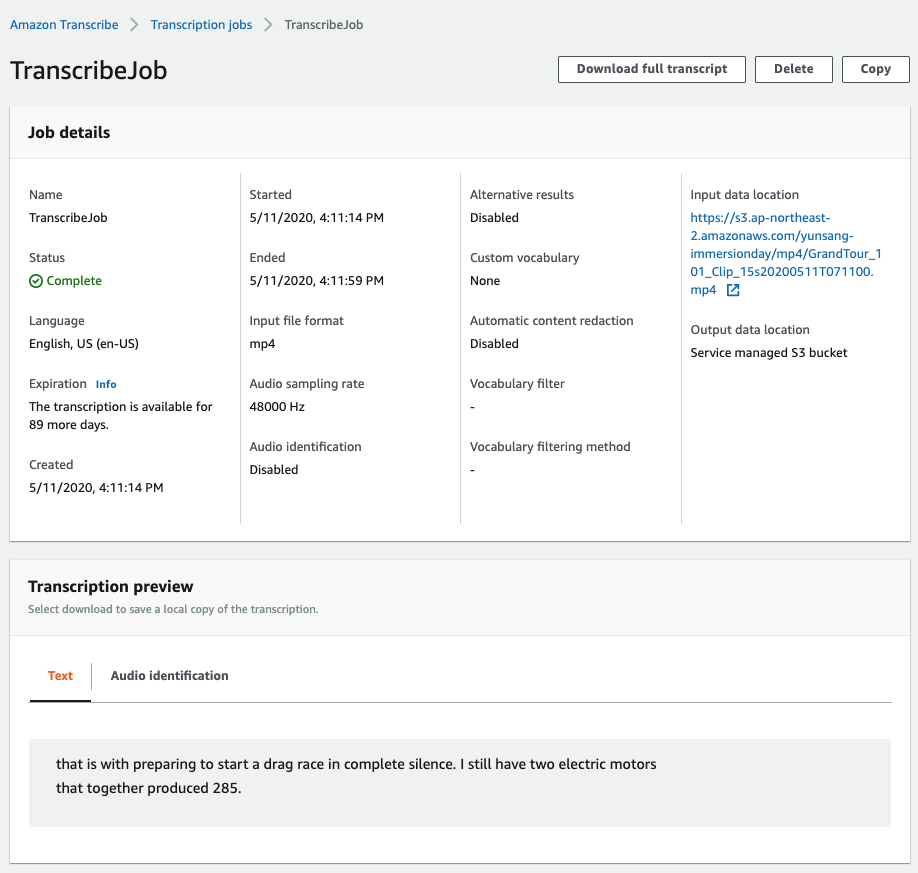 Amazon Transcribe > Transcription jobs > TranscribeJob
TranscribeJob
Download full transcript
Delete
Copy
Job details
Name
TranscribeJob
Status
Complete
Language
English, US (en-US)
Expiration Info
The transcription is available for
89 more days.
Created
5/11/2020, 4:11:14 PM
Started
5/11/2020, 4:11:14 PM
Ended
5/11/2020, 4:11:59 PM
Input file format
mp4
Audio sampling rate
48000 Hz
Audio identification
Disabled
Alternative results
Disabled
Custom vocabulary
None
Automatic content redaction
Disabled
Vocabulary filter
-
Vocabulary filtering method
-
Input data location
https://s3.ap-northeast-
2.amazonaws.com/yunsang-
immersionday/mp4/GrandTour_1
01_Clip_15s20200511T071100.
mp4
Output data location
Service managed S3 bucket
Transcription preview
Select download to save a local copy of the transcription.
Text
Audio identification
that is with preparing to start a drag race in complete silence. I still have two electric motors
that together produced 285.